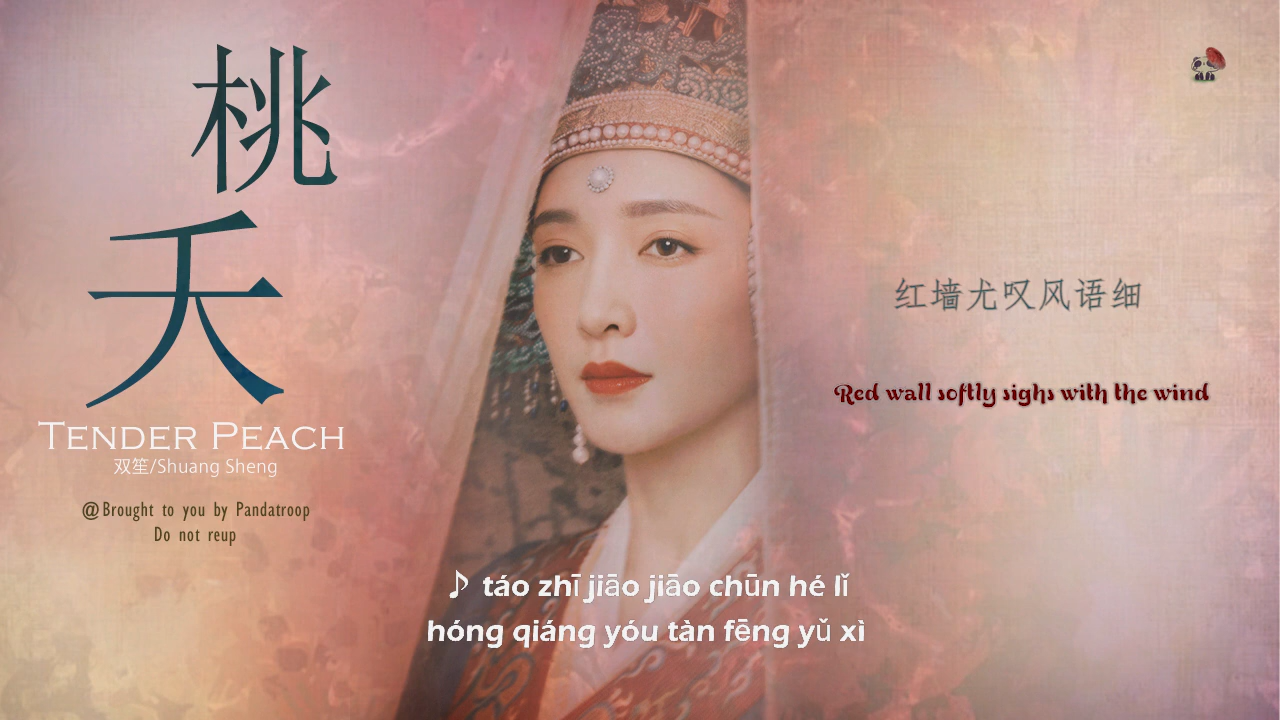 桃夭
TENDER PEACH
双笙/Shuang Sheng
@Brought to you by Pandatroop
Do not reup
红墙尤叹风语细
Red wall softly sighs with the wind
♪ táo zhī jiāo jiāo chūn hé lǐ
hóng qiáng yóu tàn fēng yǔ xì